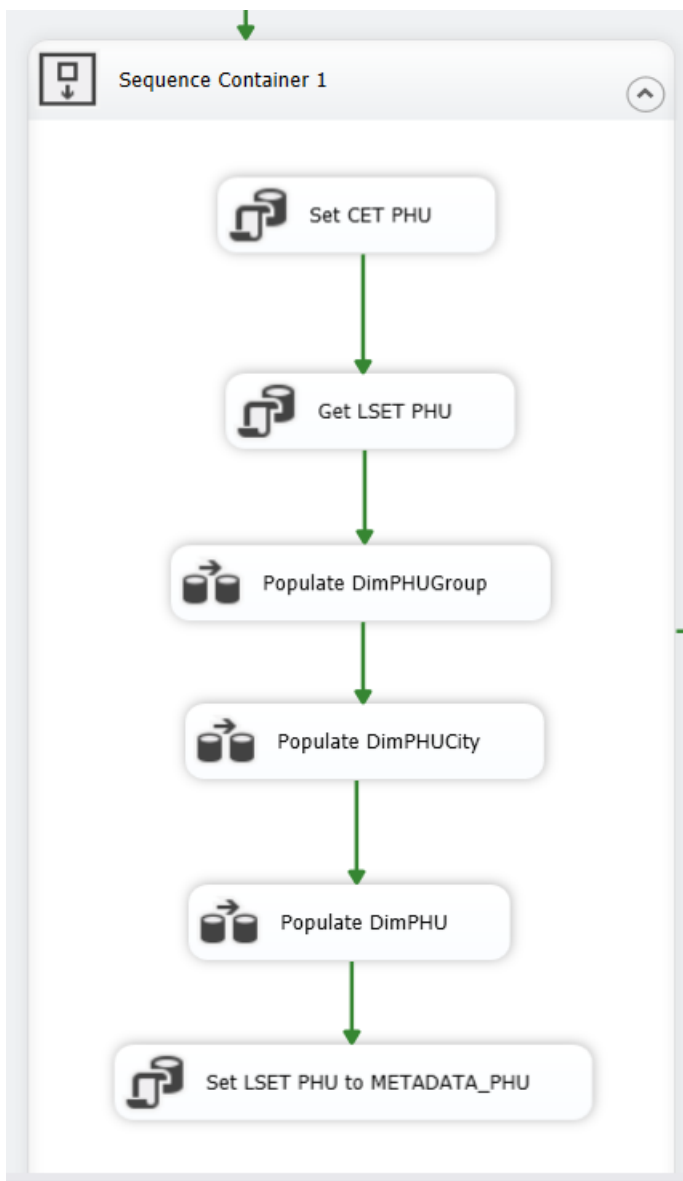 Sequence Container 1
Set CET PHU
Get LSET PHU
Populate DimPHUGroup
Populate DimPHUCity
Populate DimPHU
Set LSET PHU to METADATA_PHU